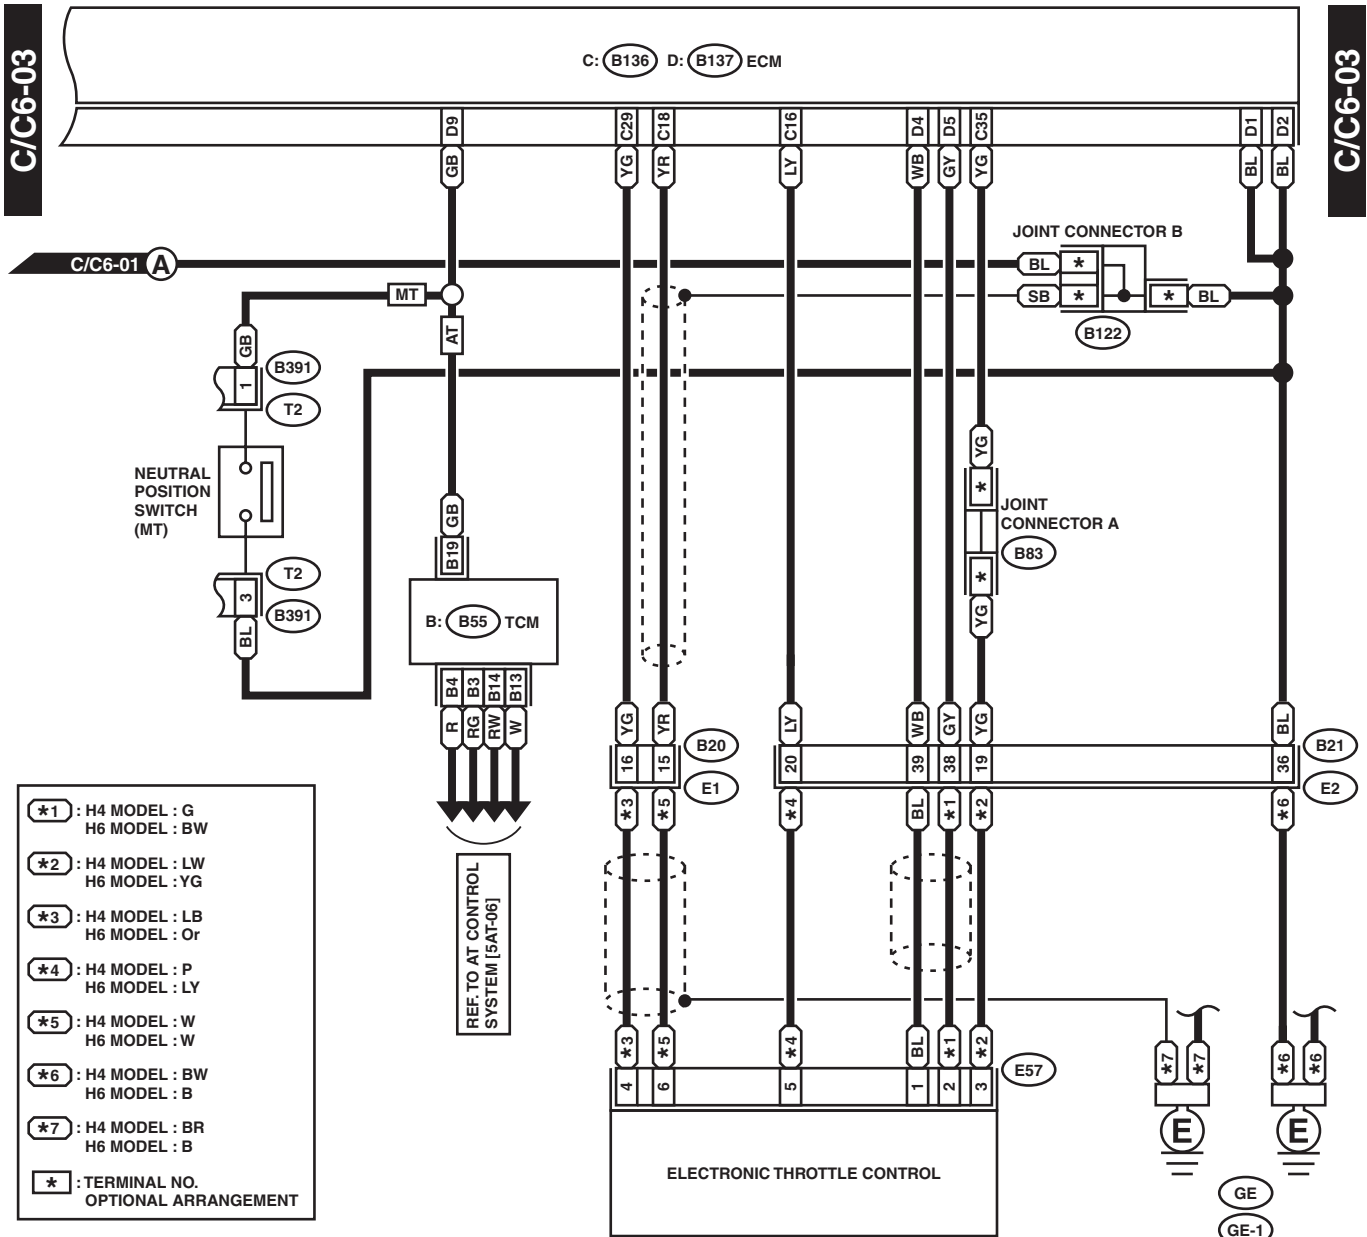 C/C6-03
C/C6-03
C: B136 D: B137 ECM
D9 C29 C18 C16 D4 D5 C35 D1 D2
GB YG YR LY WB GY YG BL BL
JOINT CONNECTOR B
C/C6-01 A
BL *
MT
SB * * BL
AT
B122
GB
B391
1
T2
YG
*
NEUTRAL
POSITION
SWITCH
(MT)
JOINT
CONNECTOR A
B83
*
YG
GB
B19
T2
3
B391
BL
B: B55 TCM
B4 B3 B14 B13
R RG RW W
YG YR LY WB GY YG BL
B20
B21
16 15 20 39 38 19 36
E1
E2
*3 *5 *4 BL *1 *2 *6
REF. TO AT CONTROL
SYSTEM [5AT-06]
*1 : H4 MODEL : G
H6 MODEL : BW
*2 : H4 MODEL : LW
H6 MODEL : YG
*3 : H4 MODEL : LB
H6 MODEL : Or
*4 : H4 MODEL : P
H6 MODEL : LY
*5 : H4 MODEL : W
H6 MODEL : W
*6 : H4 MODEL : BW
H6 MODEL : B
*7 : H4 MODEL : BR
H6 MODEL : B
* : TERMINAL NO.
OPTIONAL ARRANGEMENT
*3 *5 *4 BL *1 *2 *7 *7 *6 *6
E57
4 6 5 1 2 3
E E
ELECTRONIC THROTTLE CONTROL
GE
GE-1